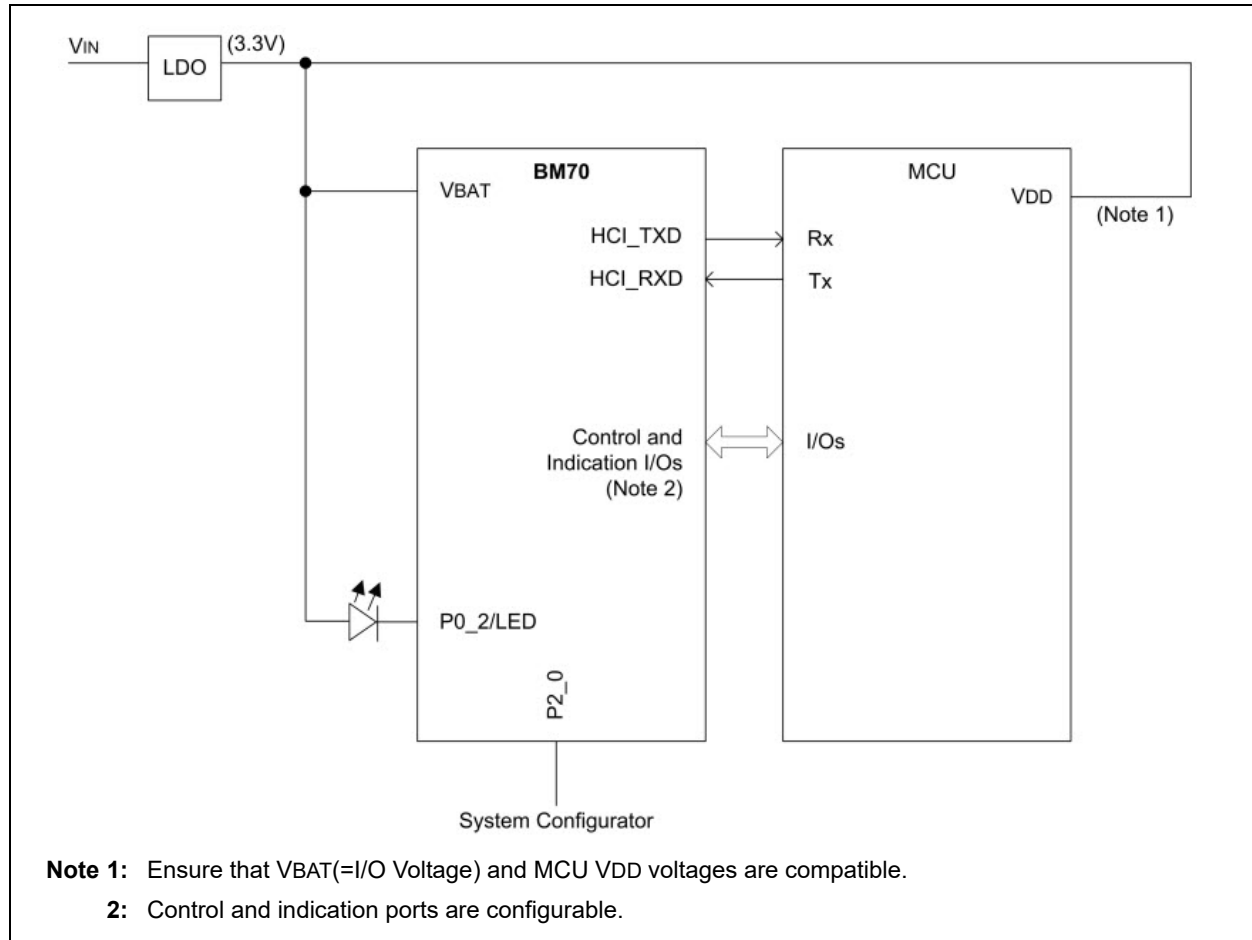 VIN
LDO
(3.3V)
BM70
MCU
VBAT
VDD
(Note 1)
HCI_TXD
Rx
HCI_RXD
Tx
Control and
Indication I/Os
(Note 2)
I/Os
P0_2/LED
P2_0
System Configurator
Note 1: Ensure that VBAT(=I/O Voltage) and MCU VDD voltages are compatible.
2: Control and indication ports are configurable.